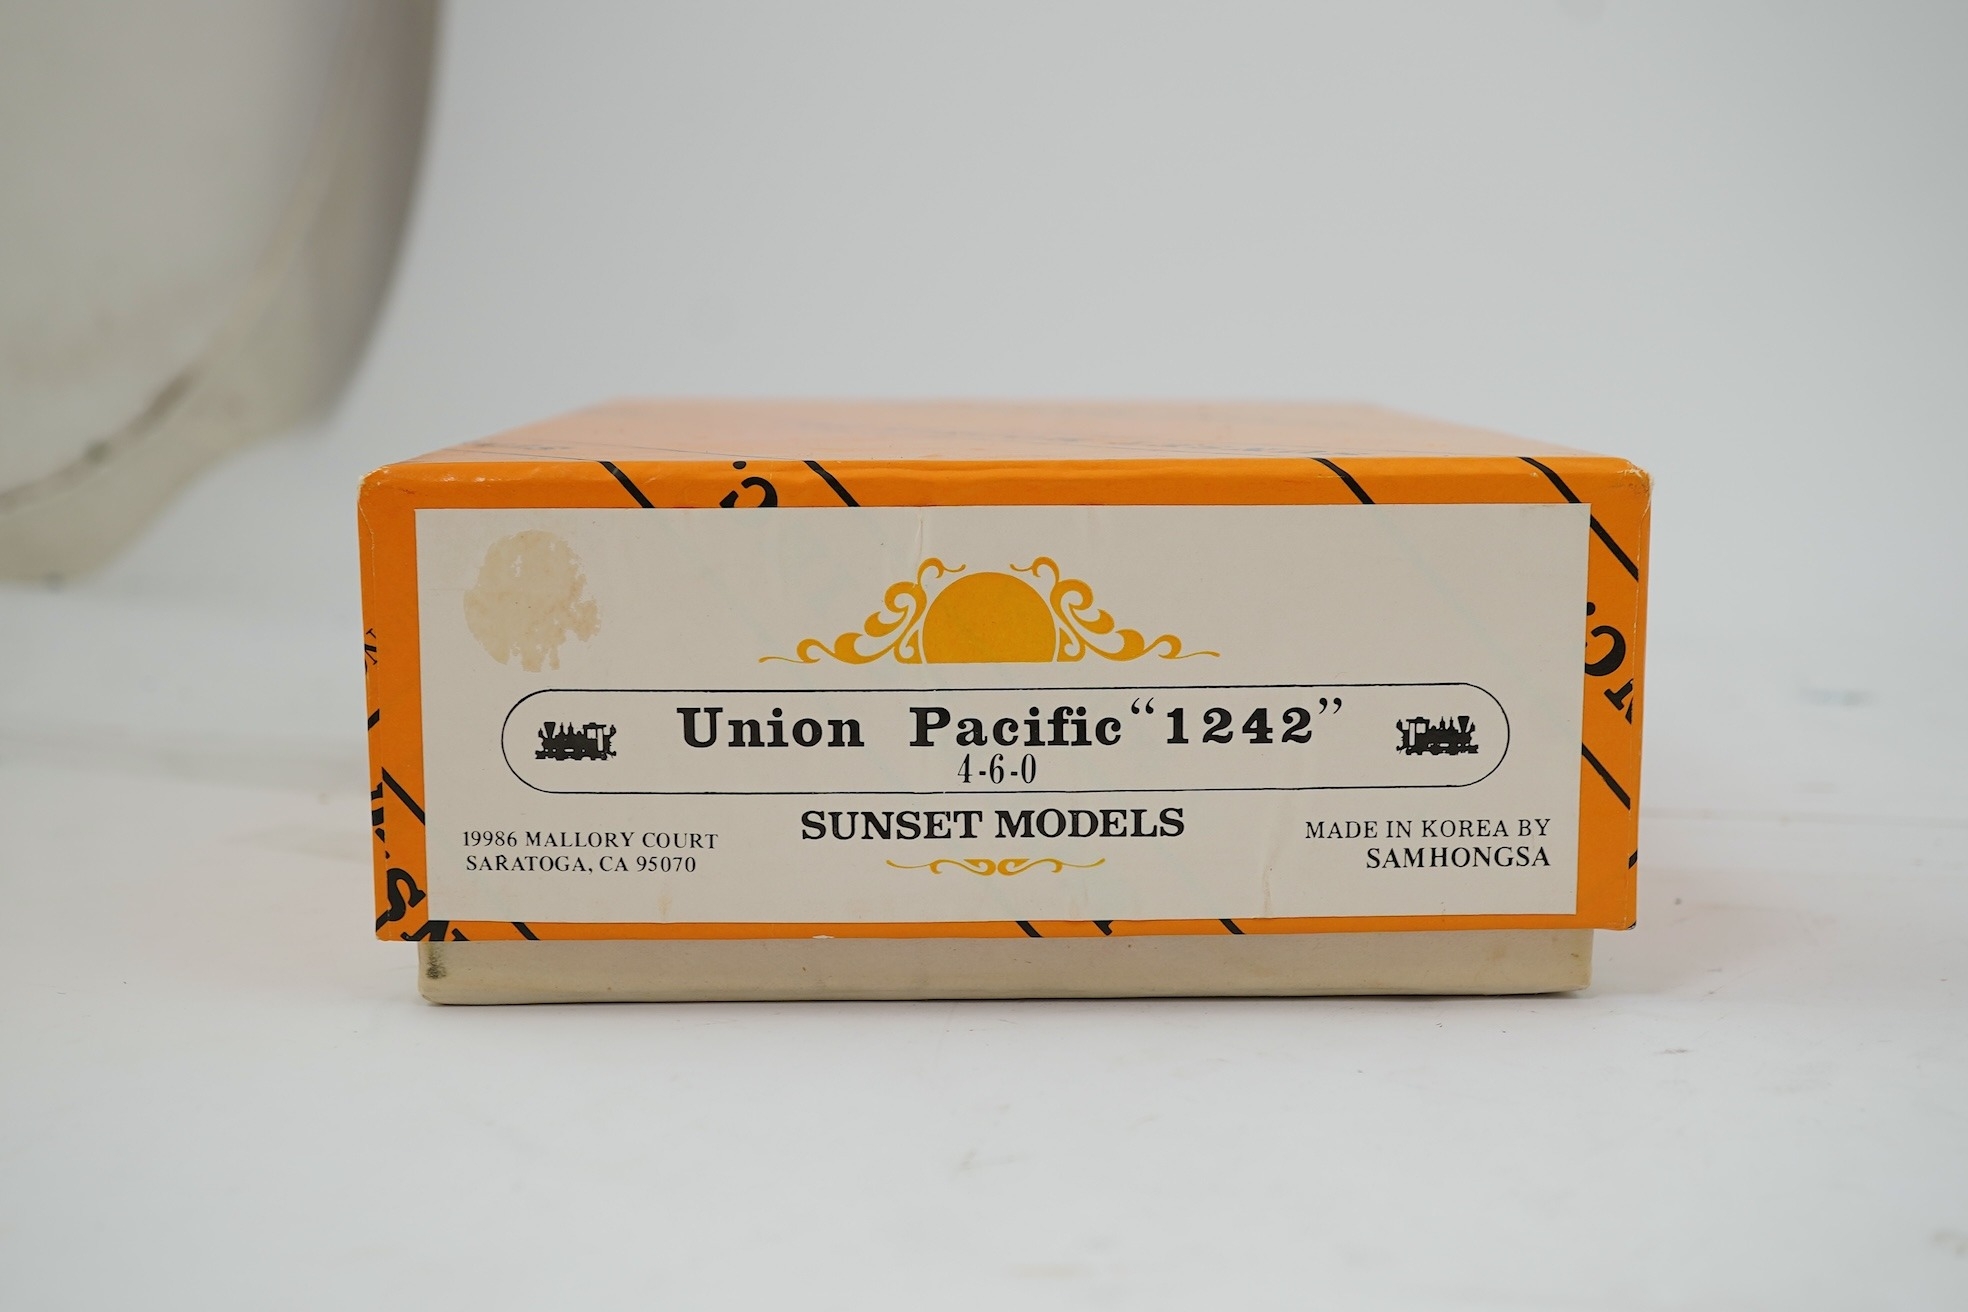 Union Pacific “1242”
4-6-0
SUNSET MODELS
19986 MALLORY COURT
SARATOGA, CA 95070
MADE IN KOREA BY
SAMHONGSA